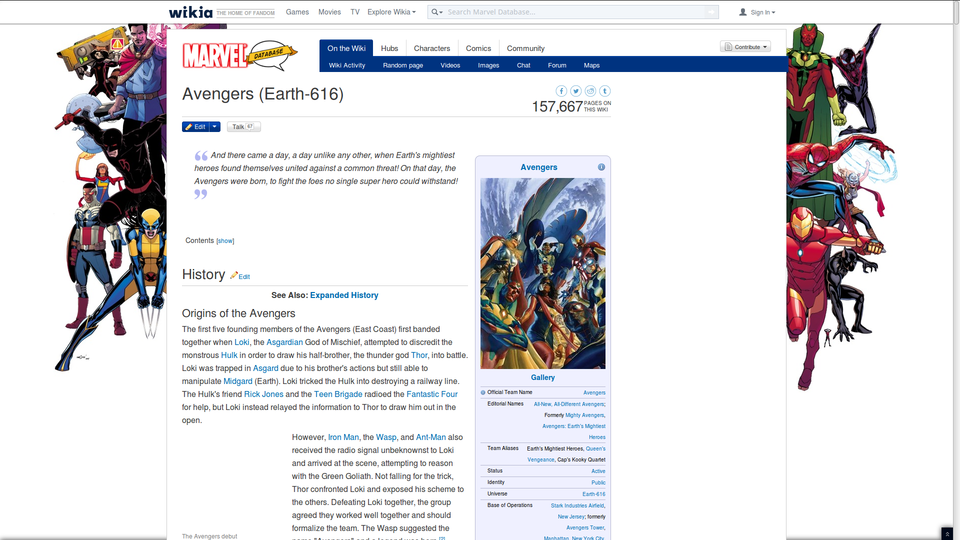 wikia THE HOME OF FANDOM Games Movies TV Explore Wikia Search Marvel Database... Sign In
MARVEL DATABASE
On the Wiki Hubs Characters Comics Community Contribute
Wiki Activity Random page Videos Images Chat Forum Maps
Avengers (Earth-616)
157,667 PAGES ON THIS WIKI
Edit Talk 47
And there came a day, a day unlike any other, when Earth's mightiest
heroes found themselves united against a common threat! On that day, the
Avengers were born, to fight the foes no single super hero could withstand!
Contents [show]
History Edit
See Also: Expanded History
Origins of the Avengers
The first five founding members of the Avengers (East Coast) first banded
together when Loki, the Asgardian God of Mischief, attempted to discredit the
monstrous Hulk in order to draw his half-brother, the thunder god Thor, into battle.
Loki was trapped in Asgard due to his brother's actions but still able to
manipulate Midgard (Earth). Loki tricked the Hulk into destroying a railway line.
The Hulk's friend Rick Jones and the Teen Brigade radioed the Fantastic Four
for help, but Loki instead relayed the information to Thor to draw him out in the
open.
However, Iron Man, the Wasp, and Ant-Man also
received the radio signal unbeknownst to Loki
and arrived at the scene, attempting to reason
with the Green Goliath. Not falling for the trick,
Thor confronted Loki and exposed his scheme to
the others. Defeating Loki together, the group
agreed they worked well together and should
formalize the team. The Wasp suggested the
The Avengers debut
Avengers
Gallery
Official Team Name Avengers
Editorial Names All-New, All-Different Avengers;
Formerly Mighty Avengers,
Avengers: Earth's Mightiest
Heroes
Team Aliases Earth's Mightiest Heroes, Queen's
Vengeance, Cap's Kooky Quartet
Status Active
Identity Public
Universe Earth-616
Base of Operations Stark Industries Airfield,
New Jersey; formerly
Avengers Tower,
Manhattan, New York City,